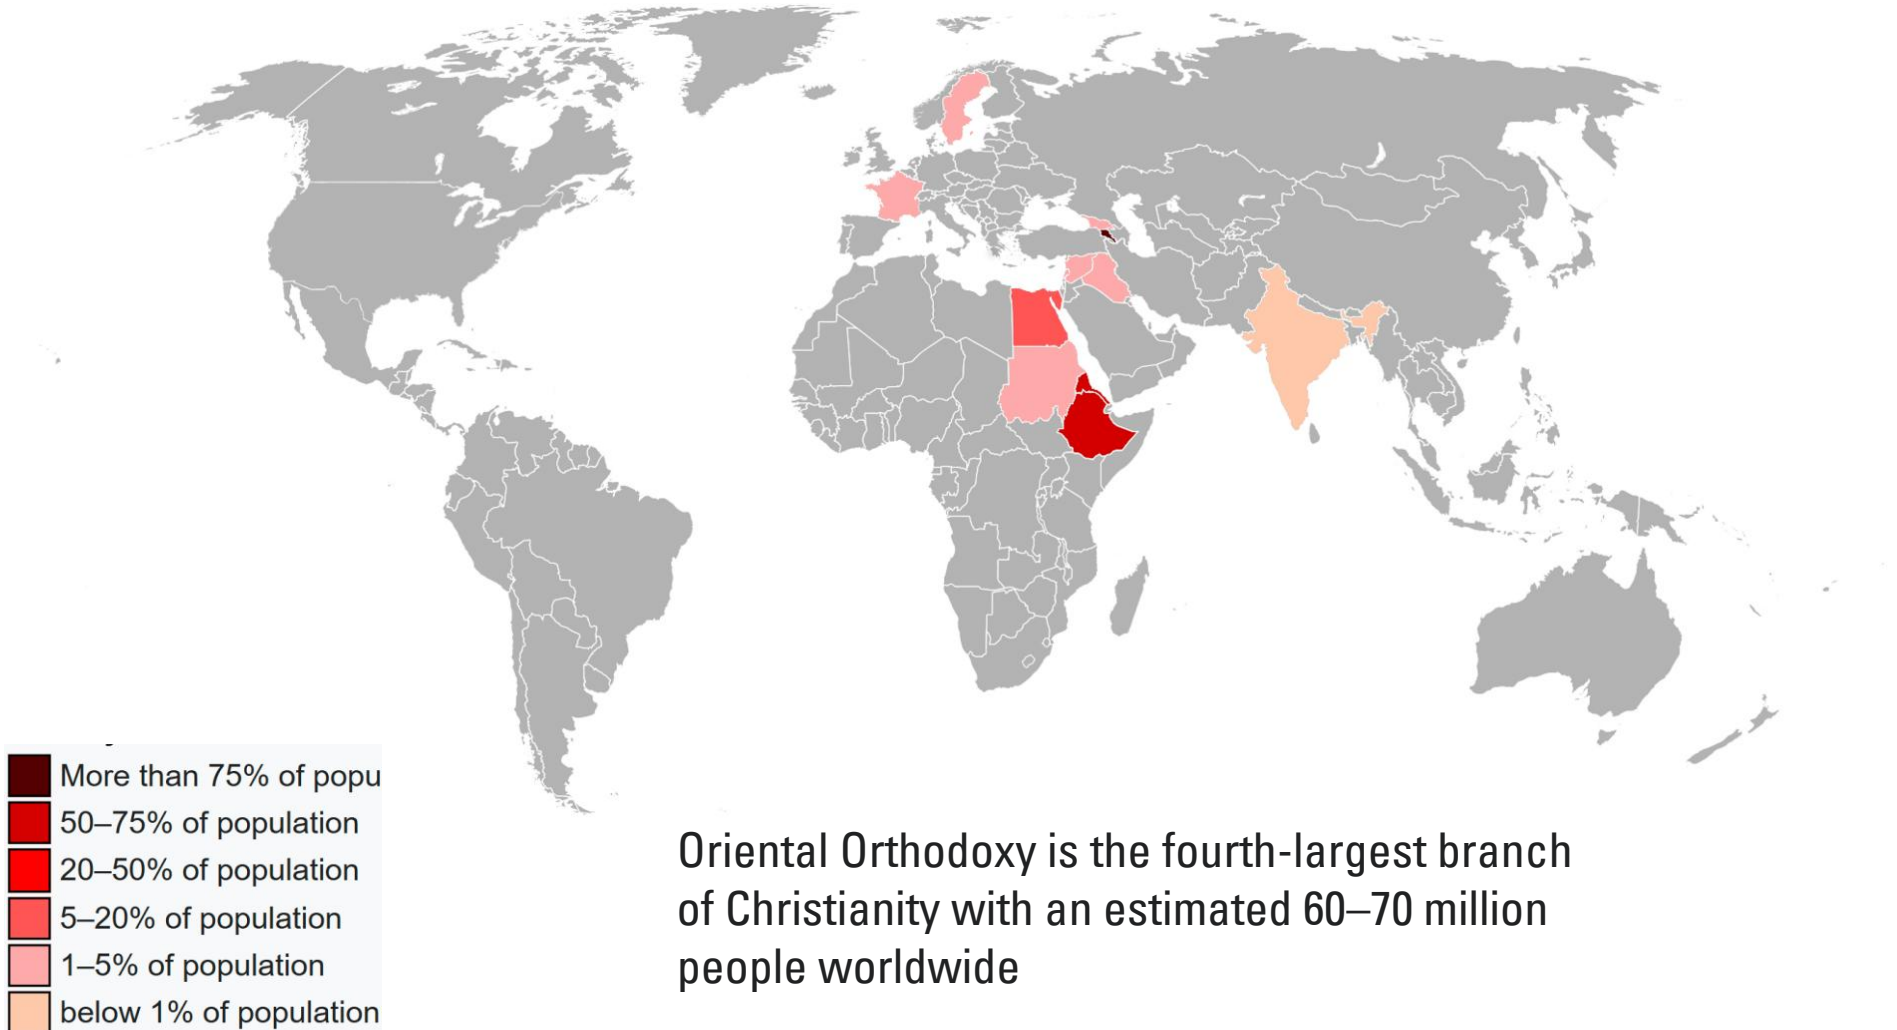 More than 75% of popu
50–75% of population
20–50% of population
5–20% of population
1–5% of population
below 1% of population
Oriental Orthodoxy is the fourth-largest branch
of Christianity with an estimated 60–70 million
people worldwide